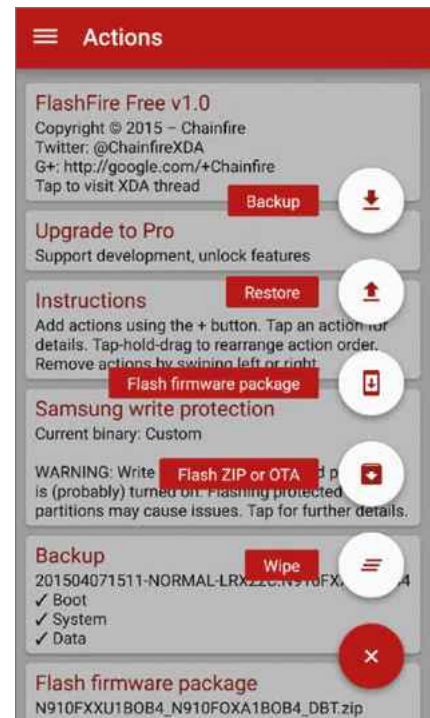 Actions
FlashFire Free v1.0
Copyright © 2015 – Chainfire
Twitter: @ChainfireXDA
G+: http://google.com/+Chainfire
Tap to visit XDA thread
Backup
Upgrade to Pro
Support development, unlock features
Restore
Instructions
Add actions using the + button. Tap an action for
details. Tap-hold-drag to rearrange action order.
Remove actions by swiping left or right
Flash firmware package
Samsung write protection
Current binary: Custom
WARNING: Write
Flash ZIP or OTA
is (probably) turned on. Flashing protected
partitions may cause issues. Tap for further details.
Backup
Wipe
201504071511-NORMAL-
✓ Boot
✓ System
✓ Data
Flash firmware package
N910FXXU1BOB4_N910FOXA1BOB4_DBT.zip